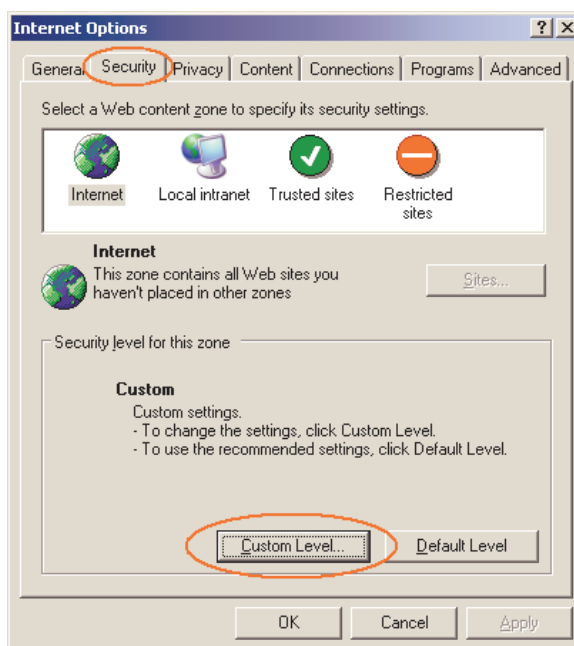 Internet Options
General Security Privacy Content Connections Programs Advanced
Select a Web content zone to specify its security settings.
Internet Local intranet Trusted sites Restricted
sites
Internet
This zone contains all Web sites you
haven't placed in other zones
Sites...
Security level for this zone
Custom
Custom settings.
- To change the settings, click Custom Level.
- To use the recommended settings, click Default Level.
Custom Level... Default Level
OK Cancel Apply